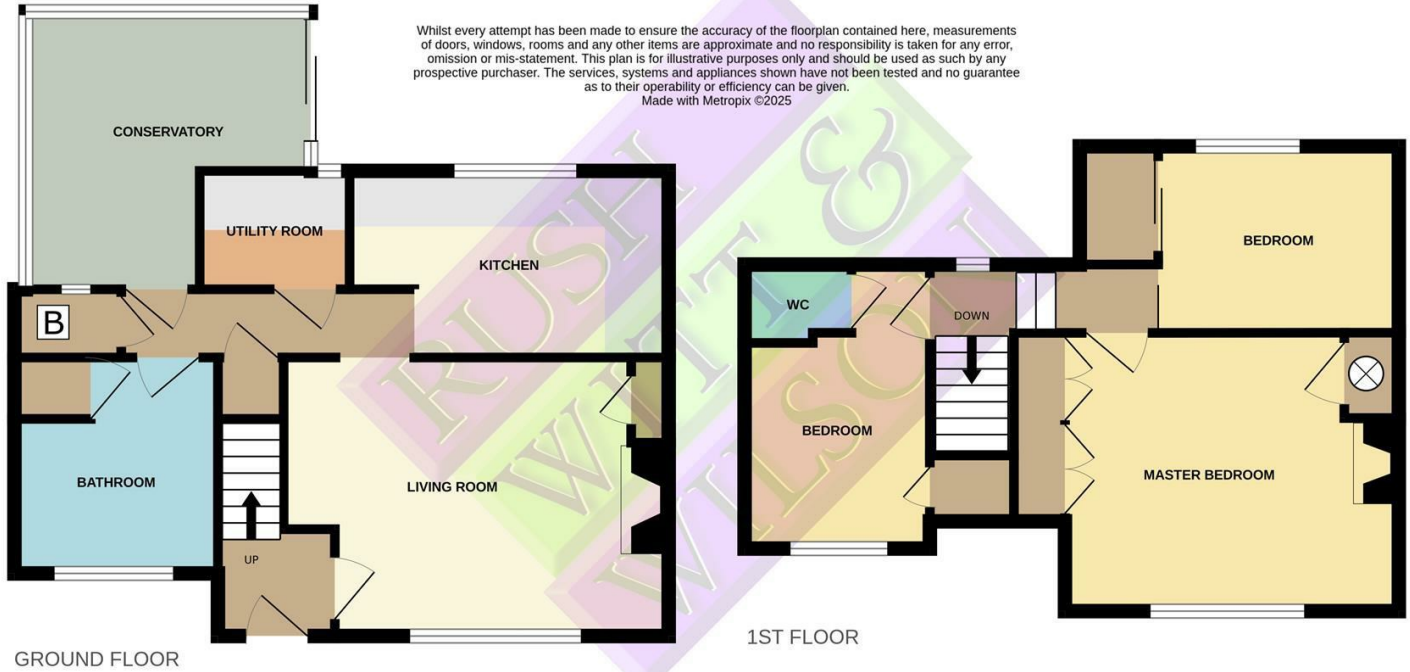 Whilst every attempt has been made to ensure the accuracy of the floorplan contained here, measurements
of doors, windows, rooms and any other items are approximate and no responsibility is taken for any error,
omission or mis-statement. This plan is for illustrative purposes only and should be used as such by any
prospective purchaser. The services, systems and appliances shown have not been tested and no guarantee
as to their operability or efficiency can be given.
Made with Metropix ©2025
CONSERVATORY
UTILITY ROOM
KITCHEN
B
BATHROOM
LIVING ROOM
UP
GROUND FLOOR
BEDROOM
WC
DOWN
BEDROOM
MASTER BEDROOM
1ST FLOOR
RUSH
WITT &
WILSON